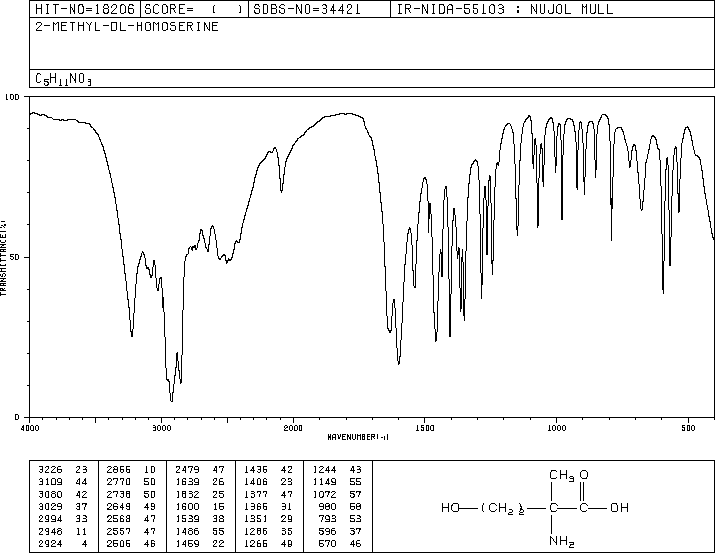 HIT-NO=18206 SCORE= ( ) SDBS-NO=34421 IR-NIDA-55103 : NUJOL MULL
2-METHYL-DL-HOMOSERINE
C5H11NO3
100
TRANSMITTANCE(%)
50
0
4000 3000 2000 1500 1000 500
WAVENUMBER(-1)
3226 23 2866 10 2479 47 1436 42 1244 43
3109 44 2770 50 1639 26 1406 23 1149 55
3080 42 2738 50 1632 25 1377 47 1072 57
3029 37 2649 49 1600 16 1366 31 980 58
2994 33 2568 47 1539 38 1351 29 793 53
2946 11 2557 47 1486 55 1286 35 596 37
2924 4 2506 46 1459 22 1266 49 570 46
CH3 O
HO (CH2)2 C C OH
NH2